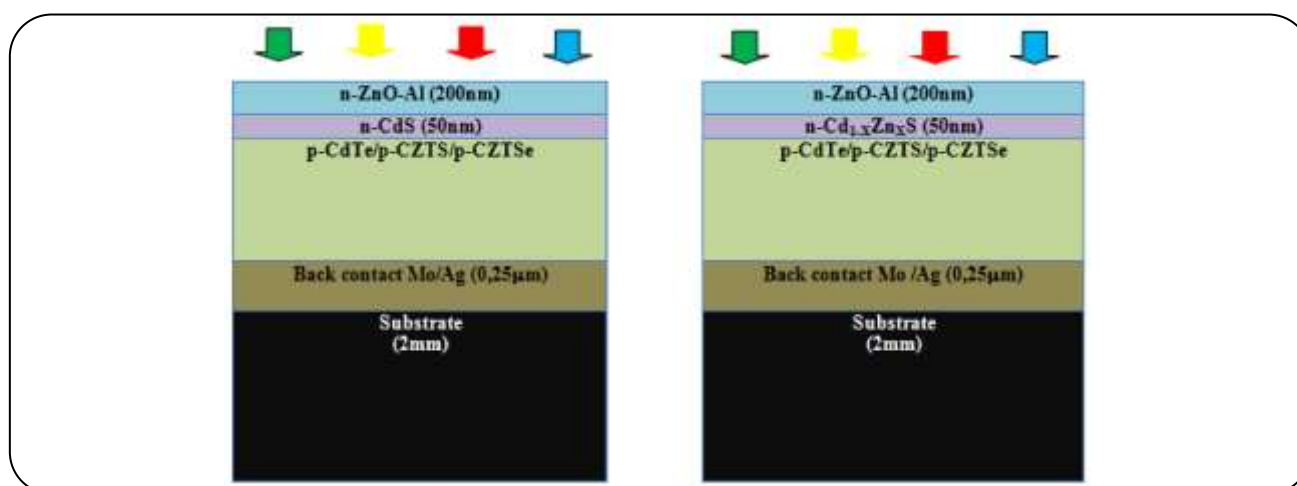 n-ZnO-Al (200nm)
n-CdS (50nm)
p-CdTe/p-CZTS/p-CZTSe
Back contact Mo/Ag (0,25μm)
Substrate
(2mm)
n-ZnO-Al (200nm)
n-Cd₁₋ₓZnₓS (50nm)
p-CdTe/p-CZTS/p-CZTSe
Back contact Mo /Ag (0,25μm)
Substrate
(2mm)